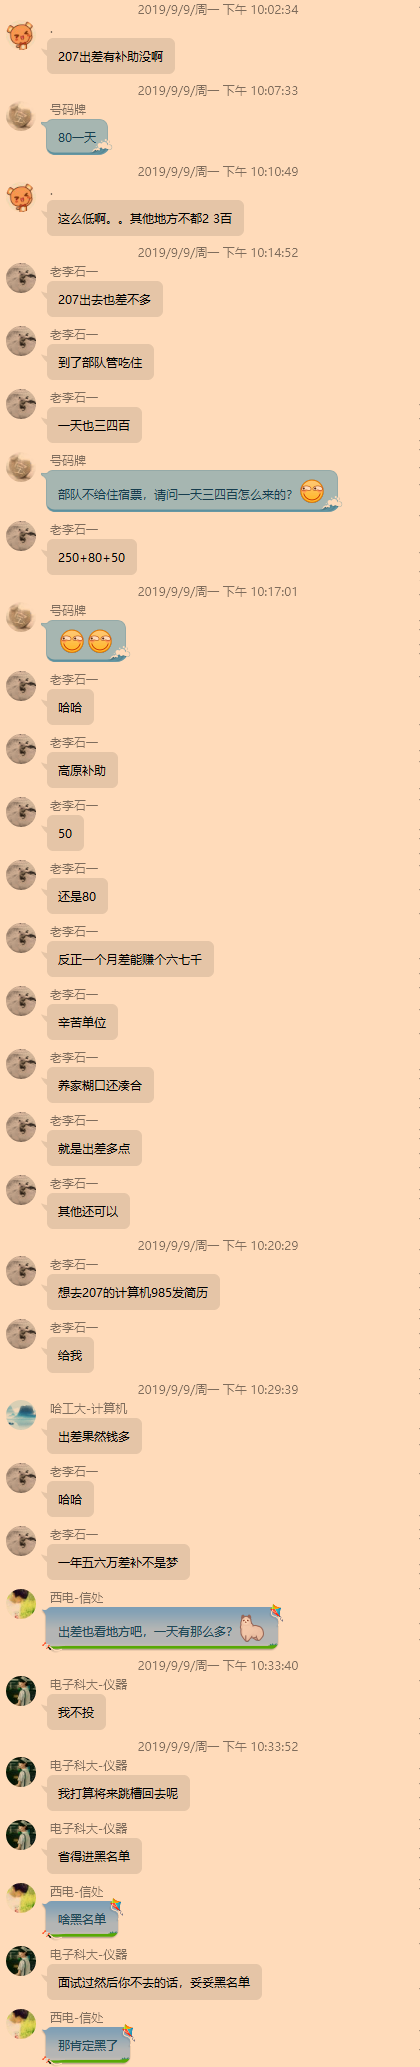 2019/9/9/周一 下午 10:02:34
.
207出差有补助没啊
2019/9/9/周一 下午 10:07:33
号码牌
80一天
2019/9/9/周一 下午 10:10:49
.
这么低啊。。其他地方不都2 3百
2019/9/9/周一 下午 10:14:52
老李石一
207出去也差不多
老李石一
到了部队管吃住
老李石一
一天也三四百
号码牌
部队不给住宿票，请问一天三四百怎么来的？
老李石一
250+80+50
2019/9/9/周一 下午 10:17:01
号码牌
老李石一
哈哈
老李石一
高原补助
老李石一
50
老李石一
还是80
老李石一
反正一个月差能赚个六七千
老李石一
辛苦单位
老李石一
养家糊口还凑合
老李石一
就是出差多点
老李石一
其他还可以
2019/9/9/周一 下午 10:20:29
老李石一
想去207的计算机985发简历
老李石一
给我
2019/9/9/周一 下午 10:29:39
哈工大-计算机
出差果然钱多
老李石一
哈哈
老李石一
一年五六万差补不是梦
西电-信处
出差也看地方吧，一天有那么多？
2019/9/9/周一 下午 10:33:40
电子科大-仪器
我不投
2019/9/9/周一 下午 10:33:52
电子科大-仪器
我打算将来跳槽回去呢
电子科大-仪器
省得进黑名单
西电-信处
啥黑名单
电子科大-仪器
面试过然后你不去的话，妥妥黑名单
西电-信处
那肯定黑了